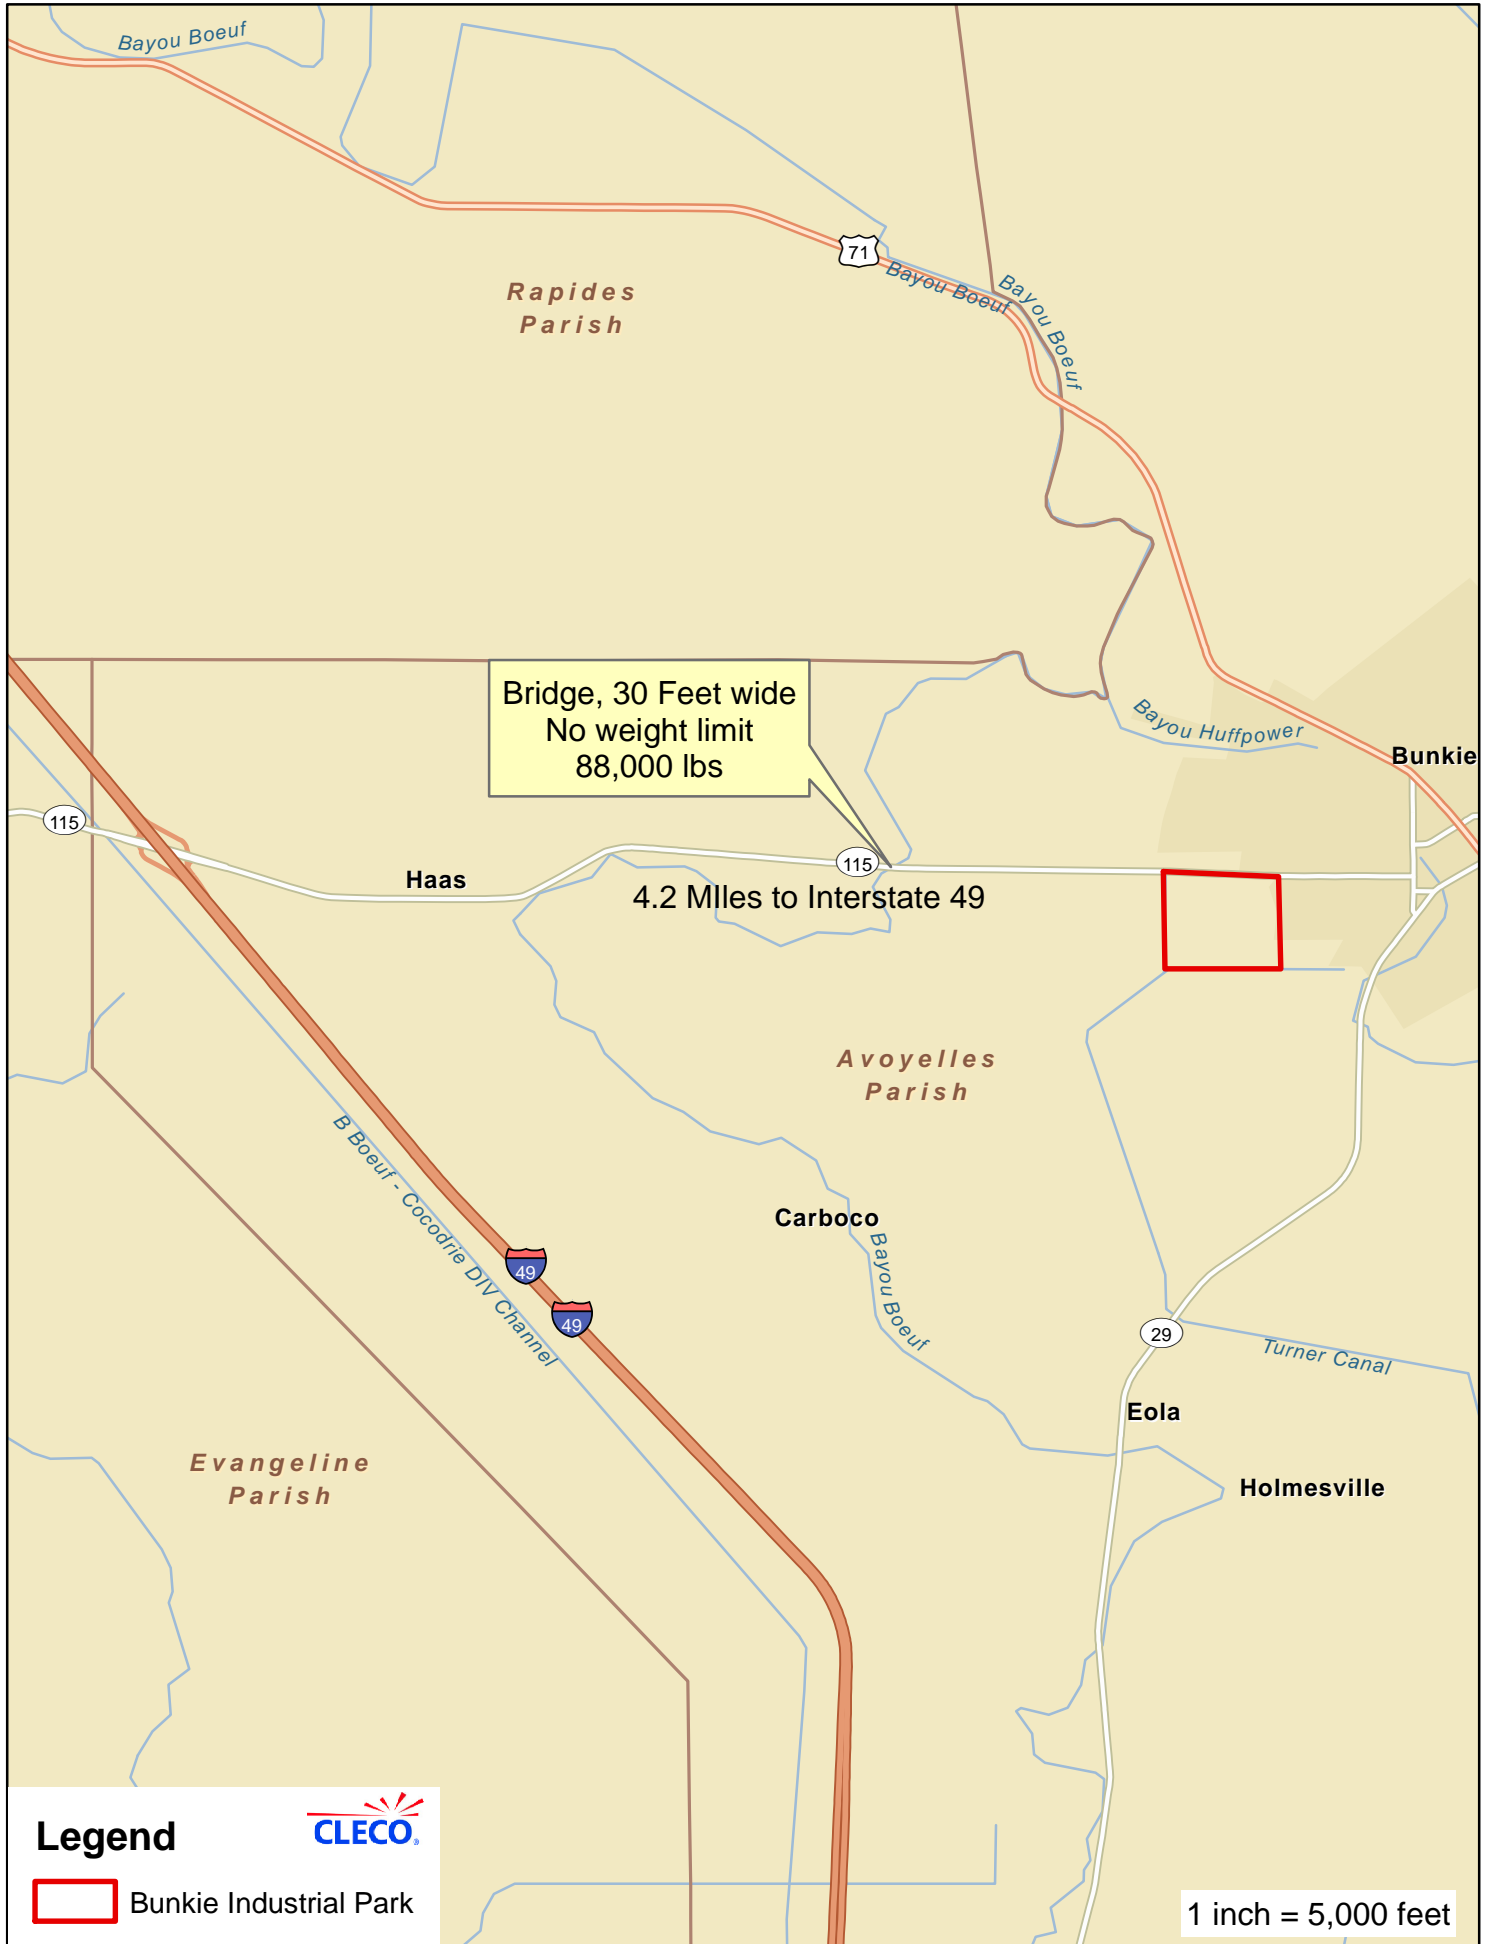 Bayou Boeuf
71
Bayou Boeuf
Bayou Boeuf
Rapides
Parish
Bridge, 30 Feet wide
No weight limit
88,000 lbs
Bayou Huffpower
Bunkie
115
115
Haas
4.2 MIles to Interstate 49
Avoyelles
Parish
B Boeuf - Cocodrie DIV Channel
Carboco
Bayou Boeuf
49
49
29
Turner Canal
Eola
Evangeline
Parish
Holmesville
Legend
CLECO®
Bunkie Industrial Park
1 inch = 5,000 feet